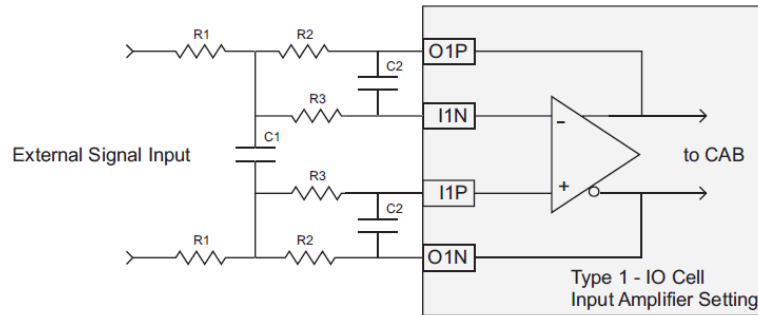 R1
R2
O1P
C2
R3
I1N
C1
External Signal Input
to CAB
R3
I1P
C2
R1
R2
O1N
Type 1 - IO Cell
Input Amplifier Setting
-
+